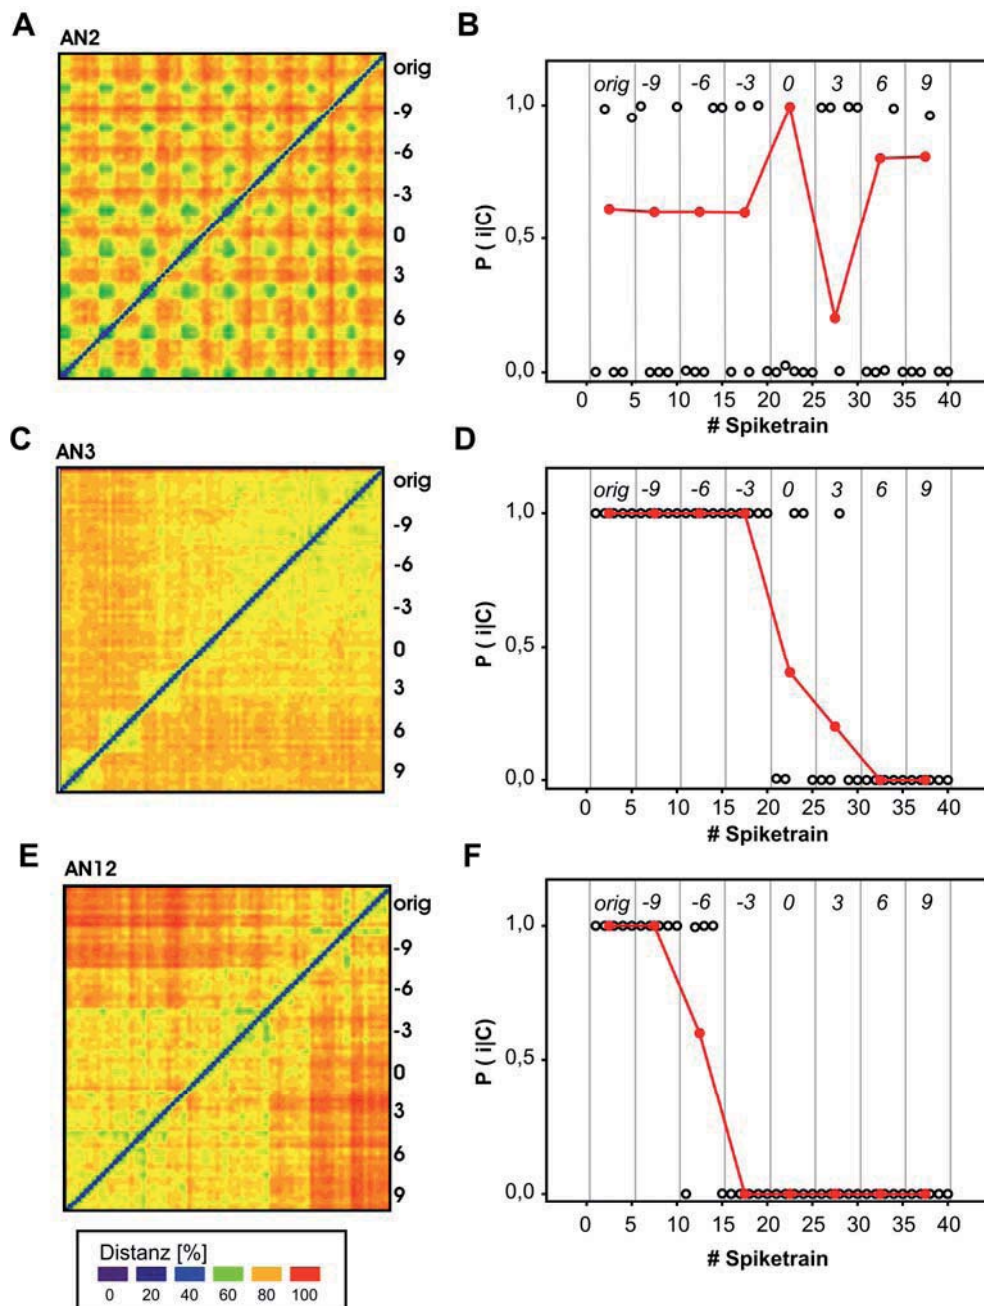 A
AN2
orig
-9
-6
-3
0
3
6
9
B
orig -9 -6 -3 0 3 6 9
1,0
0,5
0,0
P ( i|C)
0 5 10 15 20 25 30 35 40
# Spiketrain
C
AN3
orig
-9
-6
-3
0
3
6
9
D
orig -9 -6 -3 0 3 6 9
1,0
0,5
0,0
P ( i|C)
0 5 10 15 20 25 30 35 40
# Spiketrain
E
AN12
orig
-9
-6
-3
0
3
6
9
F
orig -9 -6 -3 0 3 6 9
1,0
0,5
0,0
P ( i|C)
0 5 10 15 20 25 30 35 40
# Spiketrain
Distanz [%]
0 20 40 60 80 100